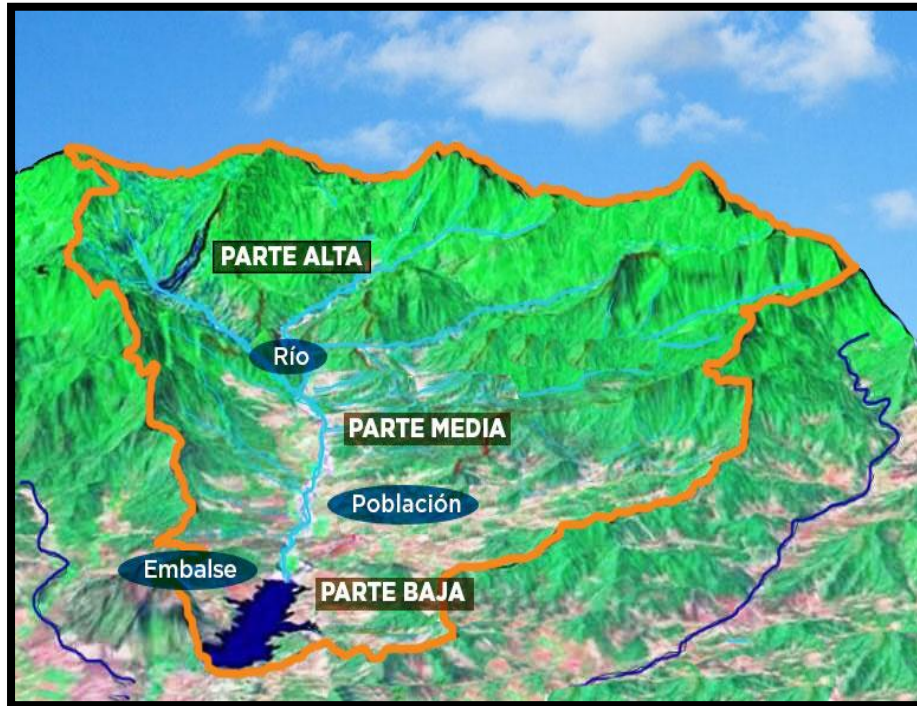 PARTE ALTA
Río
PARTE MEDIA
Población
Embalse
PARTE BAJA